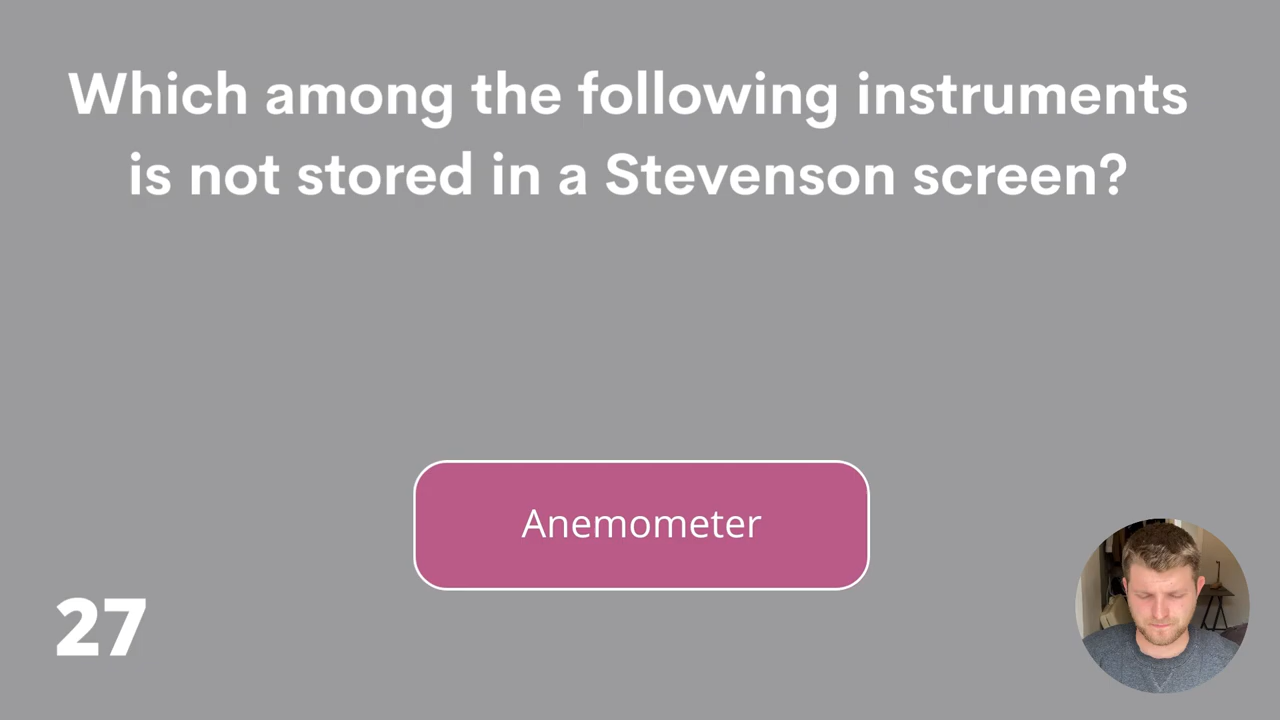 Which among the following instruments
is not stored in a Stevenson screen?
Anemometer
27